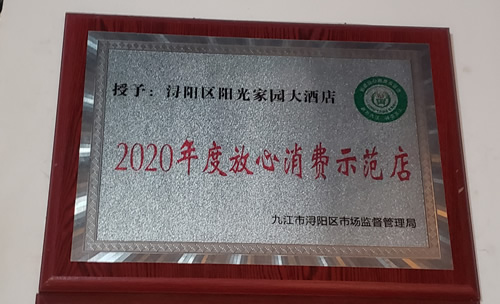 授予：浔阳区阳光家园大酒店
2020年度放心消费示范店
九江市浔阳区市场监督管理局